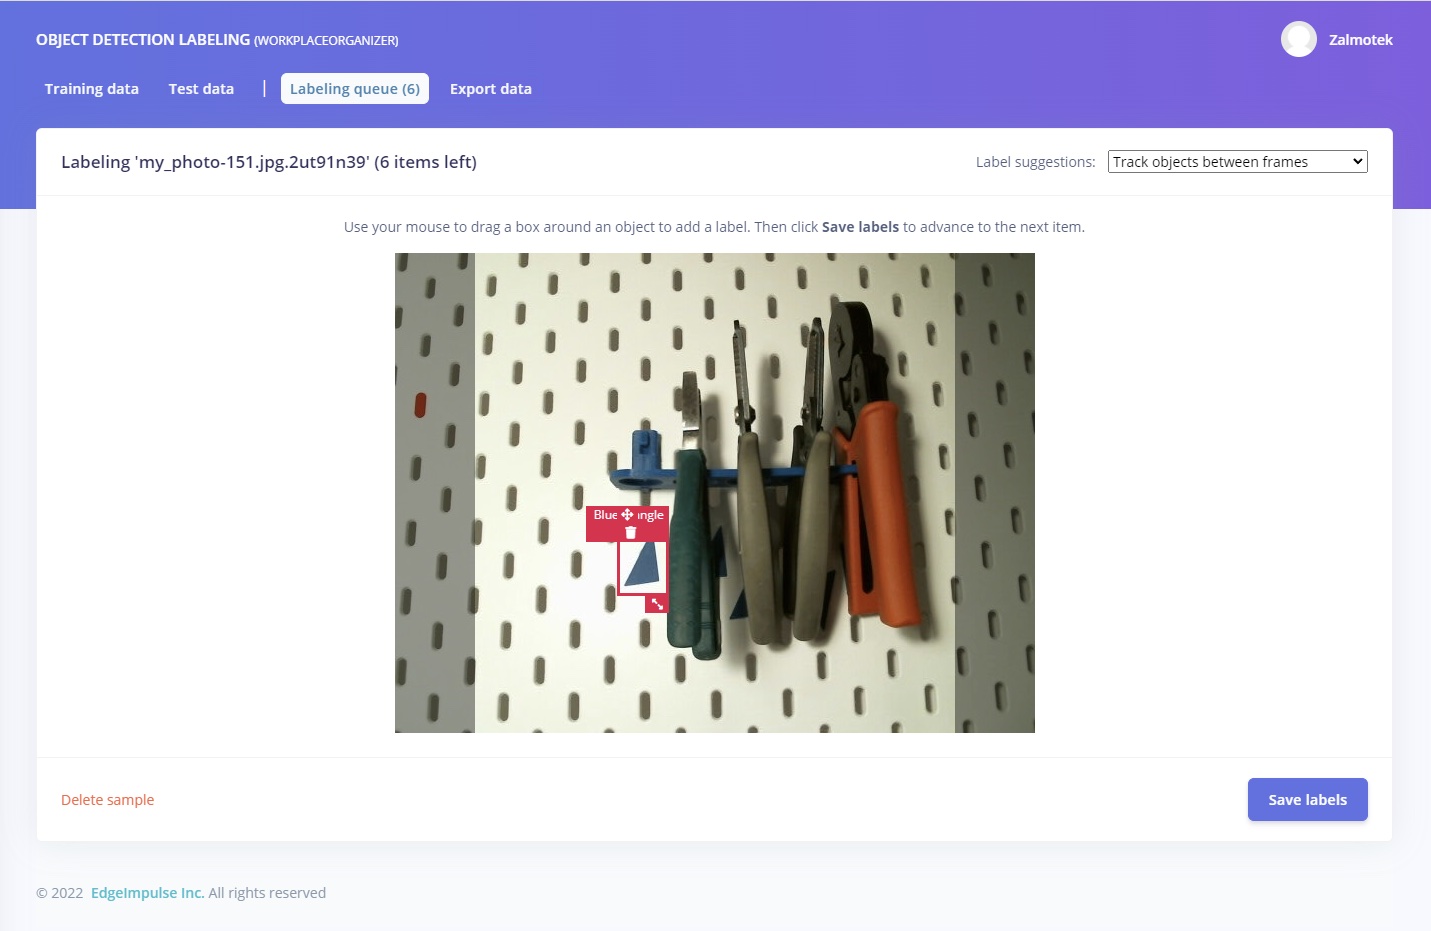 OBJECT DETECTION LABELING (WORKPLACEORGANIZER)
Zalmotek
Training data Test data | Labeling queue (6) Export data
Labeling 'my_photo-151.jpg.2ut91n39' (6 items left)
Label suggestions: Track objects between frames
Use your mouse to drag a box around an object to add a label. Then click Save labels to advance to the next item.
Delete sample
Save labels
© 2022 EdgeImpulse Inc. All rights reserved